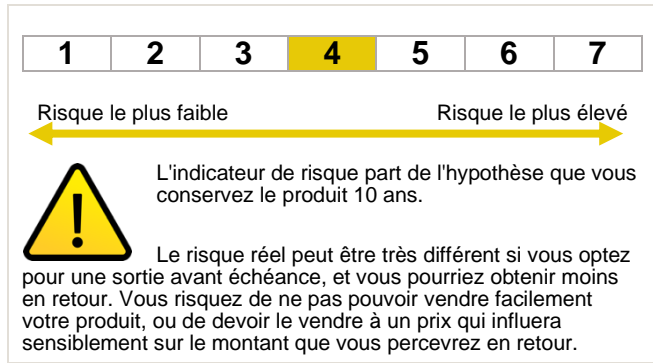 1 2 3 4 5 6 7
Risque le plus faible Risque le plus élevé
L'indicateur de risque part de l'hypothèse que vous
conservez le produit 10 ans.
Le risque réel peut être très différent si vous optez
pour une sortie avant échéance, et vous pourriez obtenir moins
en retour. Vous risquez de ne pas pouvoir vendre facilement
votre produit, ou de devoir le vendre à un prix qui influera
sensiblement sur le montant que vous percevrez en retour.